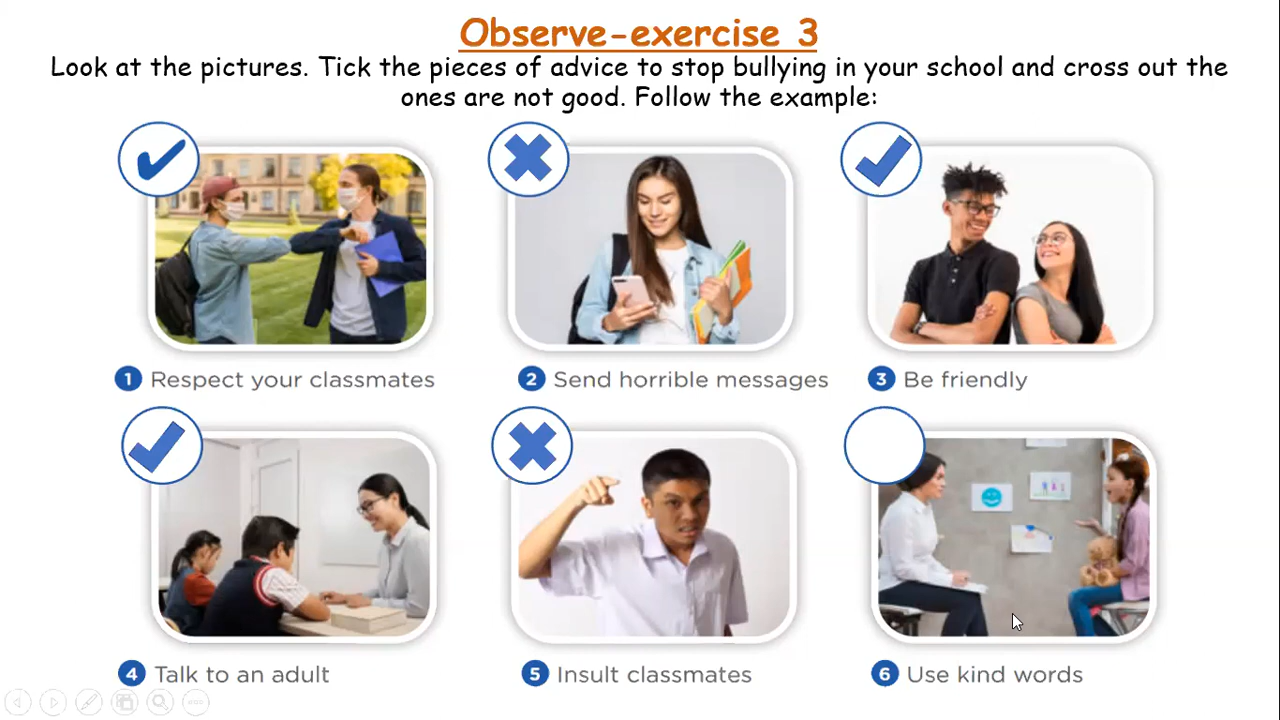 Observe-exercise 3
Look at the pictures. Tick the pieces of advice to stop bullying in your school and cross out the
ones are not good. Follow the example:
1 Respect your classmates
2 Send horrible messages
3 Be friendly
4 Talk to an adult
5 Insult classmates
6 Use kind words